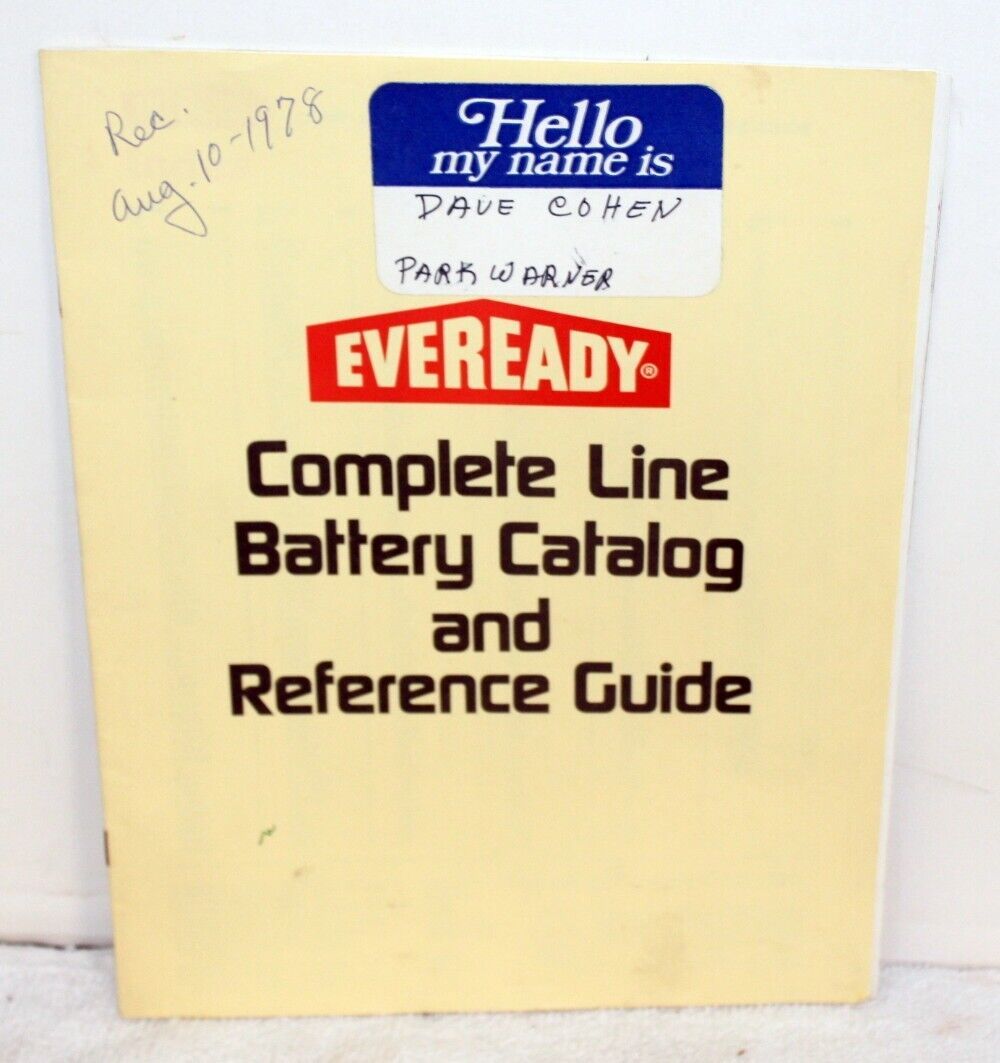 Rec.
Aug. 10-1978
Hello
my name is
DAVE COHEN
PARK WARNER
EVEREADY®
Complete Line
Battery Catalog
and
Reference Guide